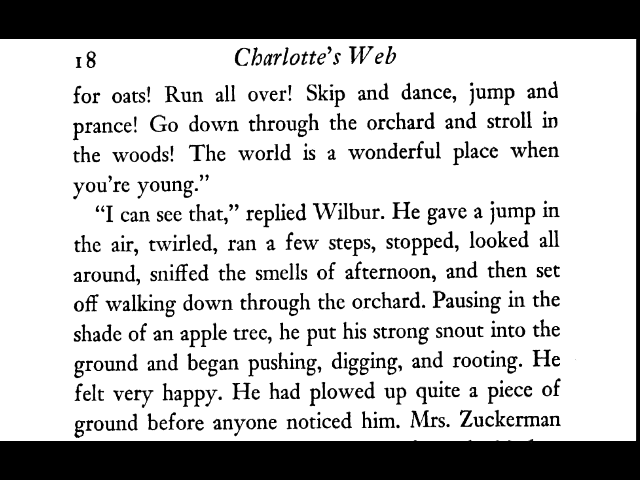 18 Charlotte's Web
for oats! Run all over! Skip and dance, jump and
prance! Go down through the orchard and stroll in
the woods! The world is a wonderful place when
you're young."
"I can see that," replied Wilbur. He gave a jump in
the air, twirled, ran a few steps, stopped, looked all
around, sniffed the smells of afternoon, and then set
off walking down through the orchard. Pausing in the
shade of an apple tree, he put his strong snout into the
ground and began pushing, digging, and rooting. He
felt very happy. He had plowed up quite a piece of
ground before anyone noticed him. Mrs. Zuckerman